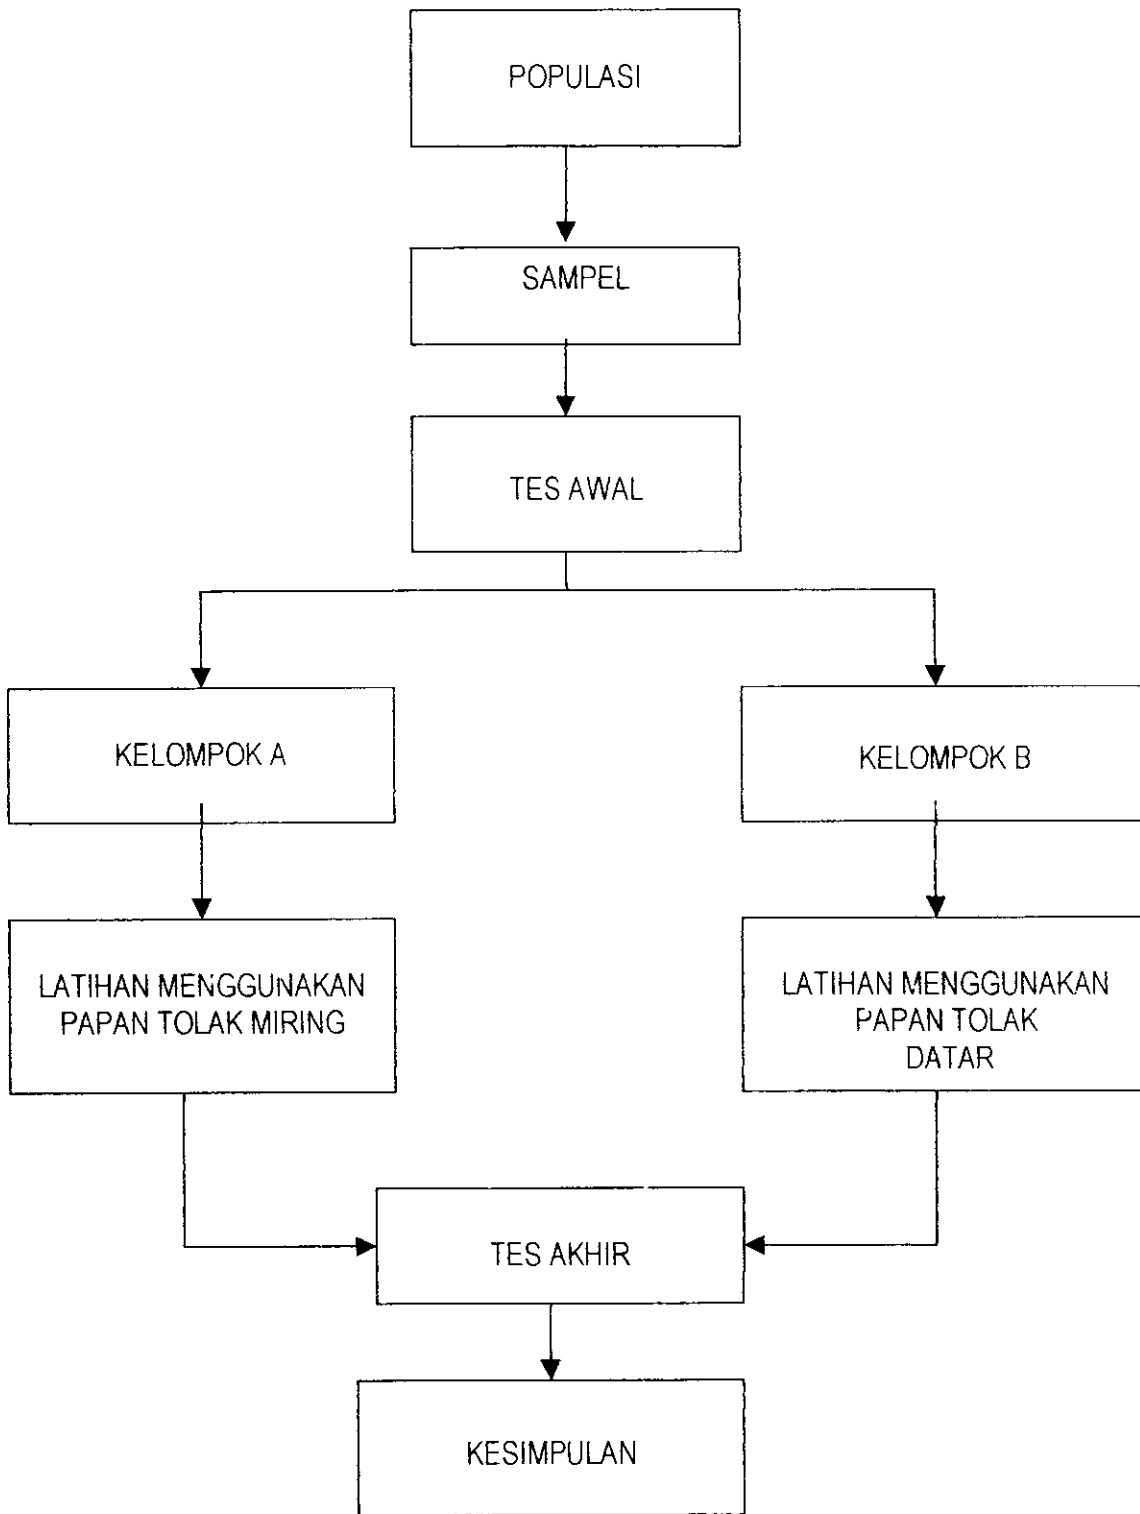 POPULASI
SAMPEL
TES AWAL
KELOMPOK A
KELOMPOK B
LATIHAN MENGGUNAKAN
PAPAN TOLAK MIRING
LATIHAN MENGGUNAKAN
PAPAN TOLAK
DATAR
TES AKHIR
KESIMPULAN